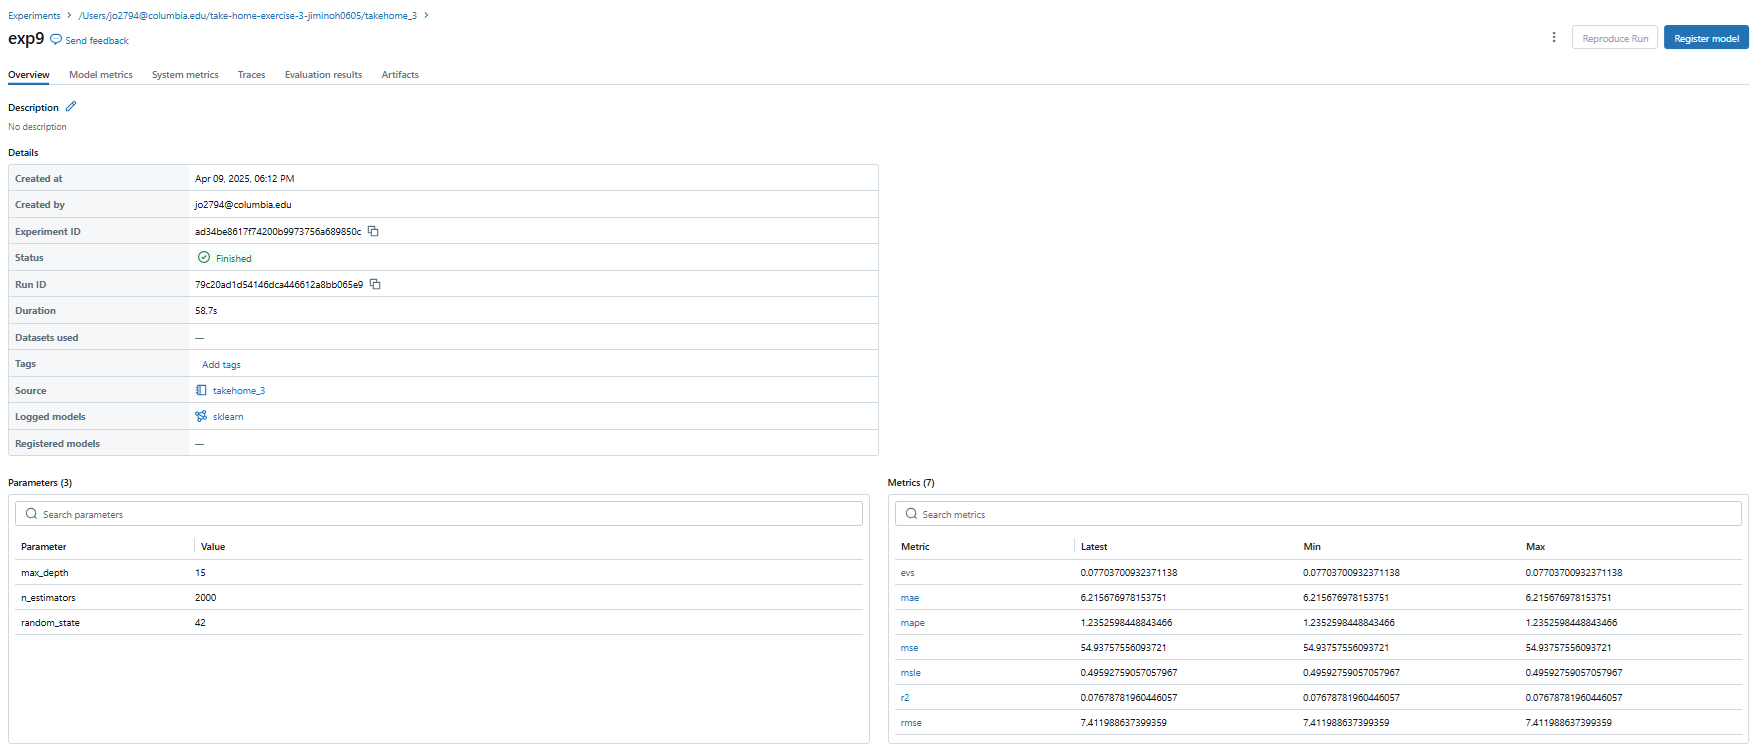 Experiments > /Users/jo2794@columbia.edu/take-home-exercise-3-jiminoh0605/takehome_3 >
exp9 Send feedback
Reproduce Run Register model
Overview Model metrics System metrics Traces Evaluation results Artifacts
Description
No description
Details
Created at Apr 09, 2025, 06:12 PM
Created by jo2794@columbia.edu
Experiment ID ad34be8617f74200b9973756a689850c
Status Finished
Run ID 79c20ad1d54146dca446612a8bb065e9
Duration 58.7s
Datasets used —
Tags Add tags
Source takehome_3
Logged models sklearn
Registered models —
Parameters (3)
Search parameters
Parameter Value
max_depth 15
n_estimators 2000
random_state 42
Metrics (7)
Search metrics
Metric Latest Min Max
evs 0.07703700932371138 0.07703700932371138 0.07703700932371138
mae 6.215676978153751 6.215676978153751 6.215676978153751
mape 1.2352598448843466 1.2352598448843466 1.2352598448843466
mse 54.93757556093721 54.93757556093721 54.93757556093721
msle 0.49592759057057967 0.49592759057057967 0.49592759057057967
r2 0.07678781960446057 0.07678781960446057 0.07678781960446057
rmse 7.411988637399359 7.411988637399359 7.411988637399359